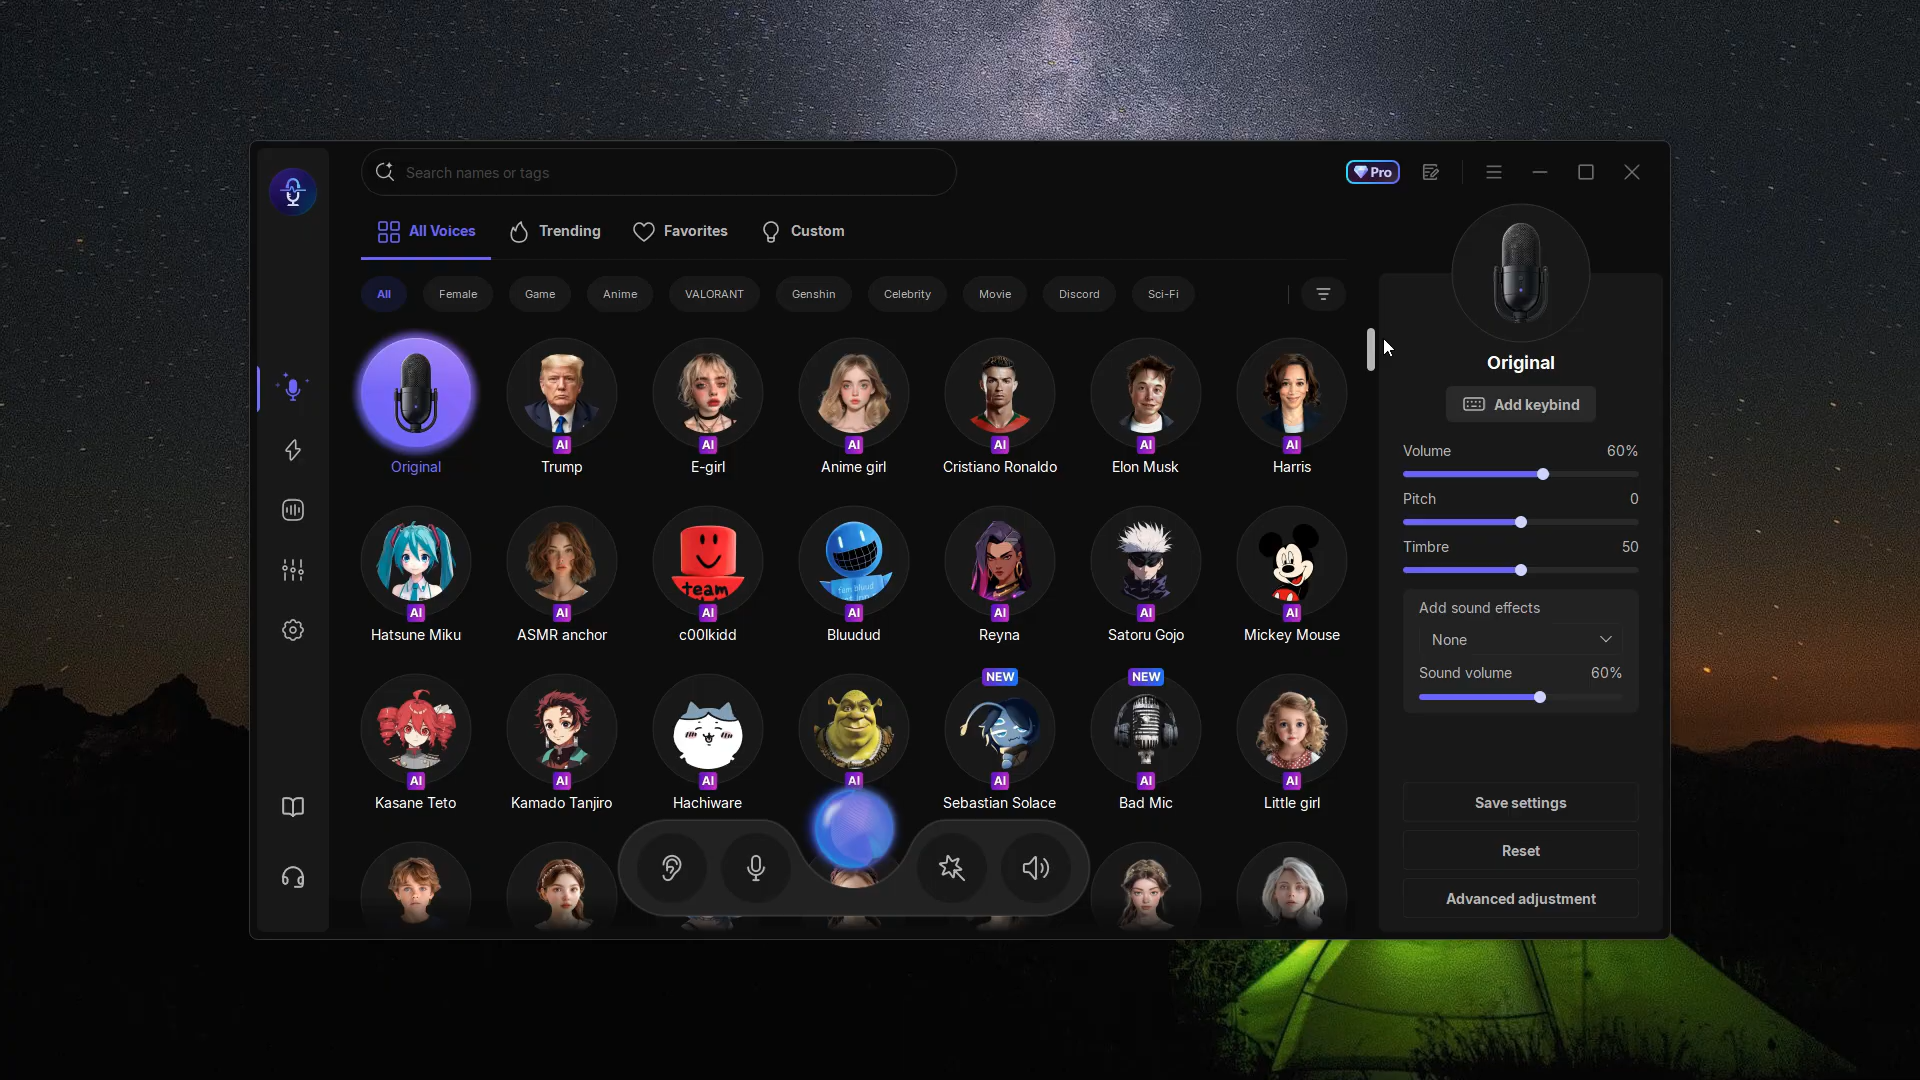 Search names or tags
Pro
All Voices
Trending
Favorites
Custom
All
Female
Game
Anime
VALORANT
Genshin
Celebrity
Movie
Discord
Sci-Fi
Original
AI
Trump
AI
E-girl
AI
Anime girl
AI
Cristiano Ronaldo
AI
Elon Musk
AI
Harris
AI
Hatsune Miku
AI
ASMR anchor
team
AI
c00lkidd
AI
Bluudud
AI
Reyna
AI
Satoru Gojo
AI
Mickey Mouse
AI
Kasane Teto
AI
Kamado Tanjiro
AI
Hachiware
AI
NEW
AI
Sebastian Solace
NEW
AI
Bad Mic
AI
Little girl
Original
Add keybind
Volume 60%
Pitch 0
Timbre 50
Add sound effects
None
Sound volume 60%
Save settings
Reset
Advanced adjustment